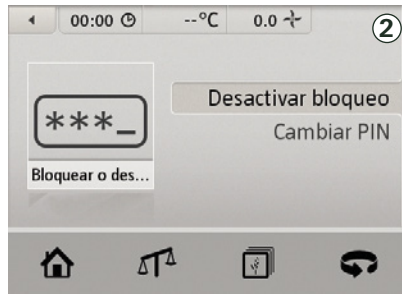 00:00 --°C 0.0 2
Desactivar bloqueo
***_
Cambiar PIN
Bloquear o des...